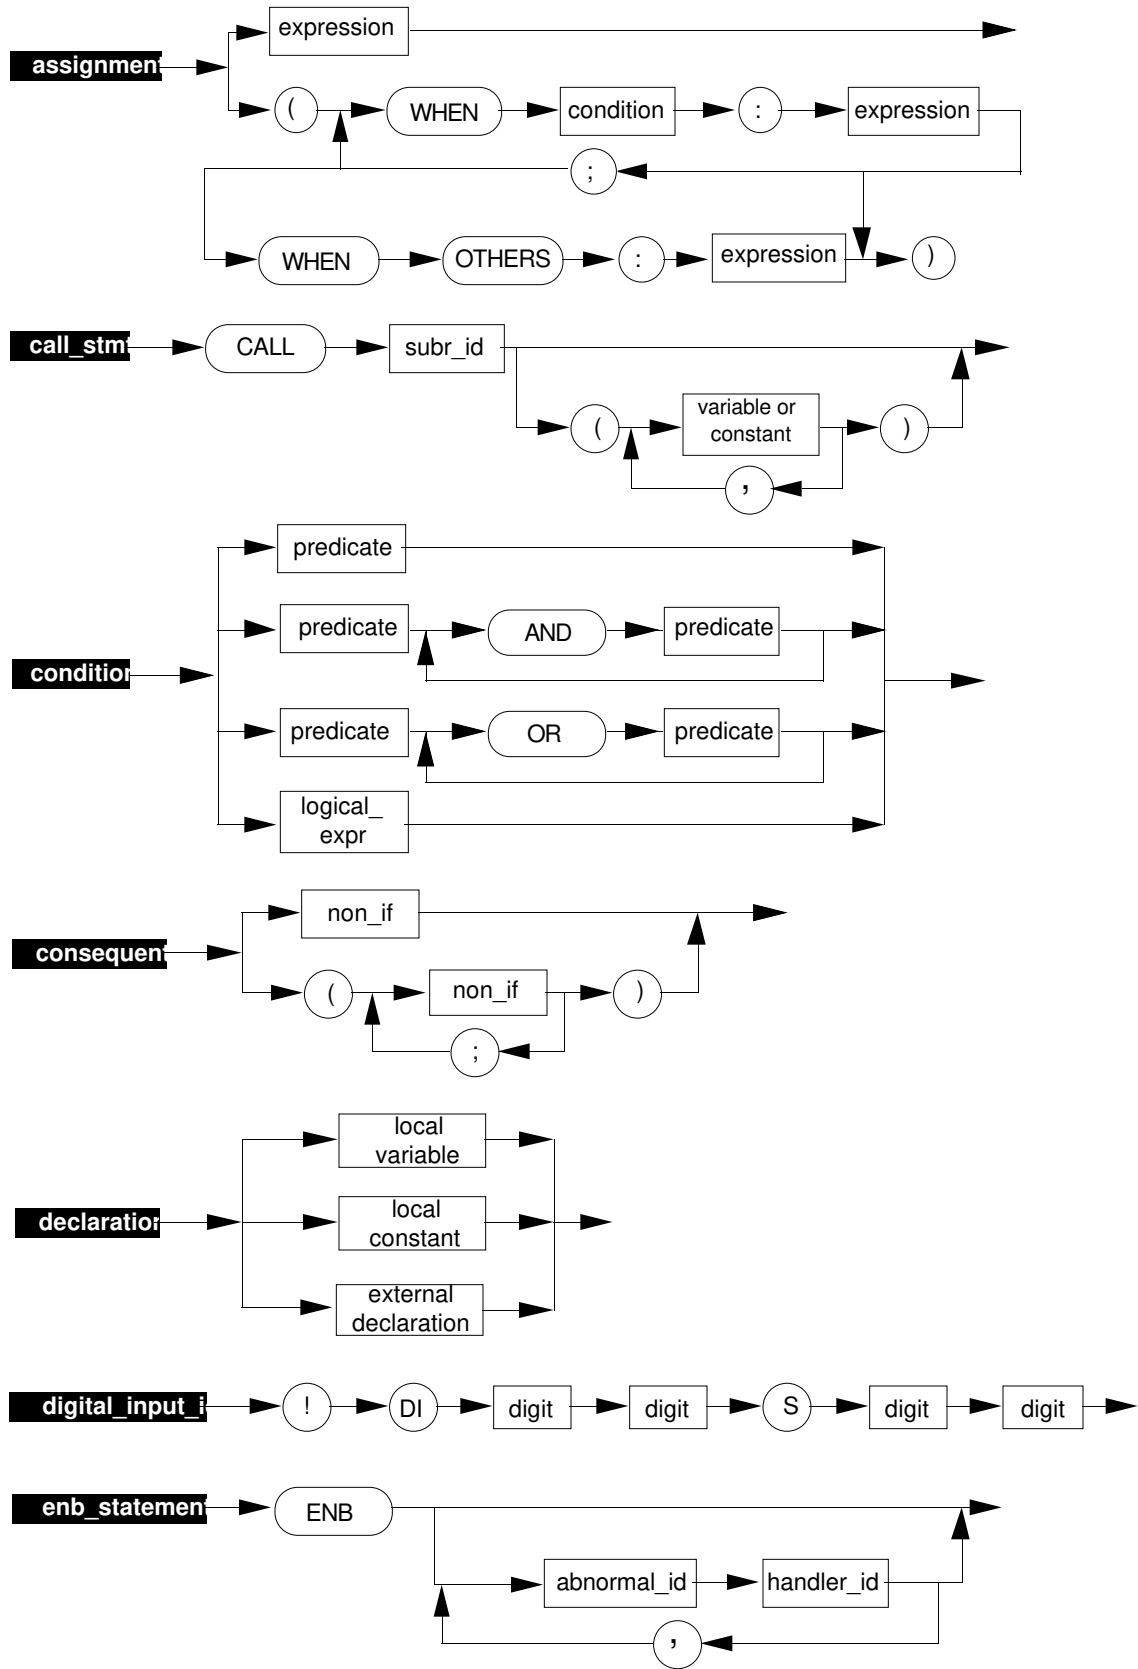 expression
assignment
( WHEN condition : expression
;
WHEN OTHERS : expression )
call_stmt CALL subr_id
( variable or
constant )
,
predicate
predicate AND predicate
condition
predicate OR predicate
logical_
expr
non_if
consequent
( non_if )
;
local
variable
declaration local
constant
external
declaration
digital_input_i ! DI digit digit S digit digit
enb_statement ENB
abnormal_id handler_id
,